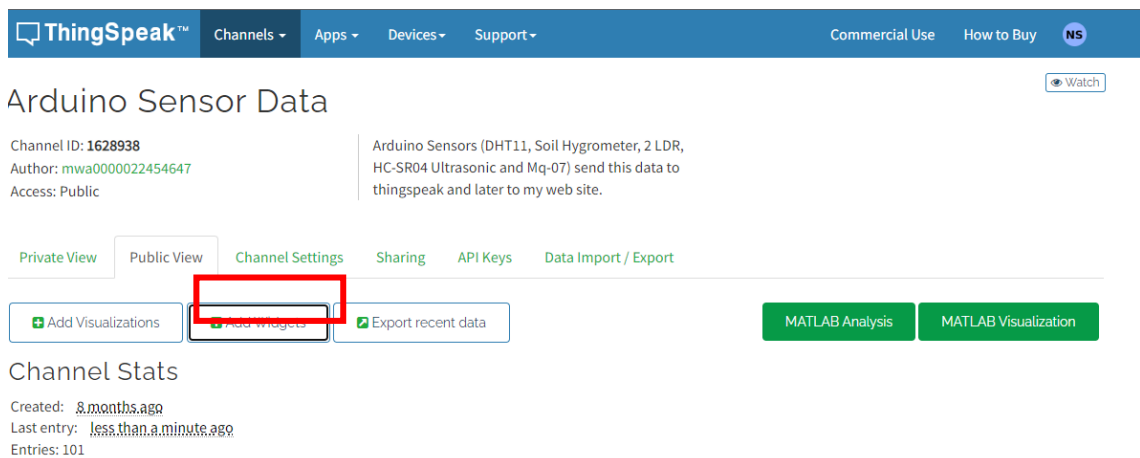 ThingSpeak™ Channels Apps Devices Support Commercial Use How to Buy NS
Watch
Arduino Sensor Data
Channel ID: 1628938
Author: mwa0000022454647
Access: Public
Arduino Sensors (DHT11, Soil Hygrometer, 2 LDR,
HC-SR04 Ultrasonic and Mq-07) send this data to
thingspeak and later to my web site.
Private View Public View Channel Settings Sharing API Keys Data Import / Export
Add Visualizations Add Widgets Export recent data MATLAB Analysis MATLAB Visualization
Channel Stats
Created: 8 months ago
Last entry: less than a minute ago
Entries: 101